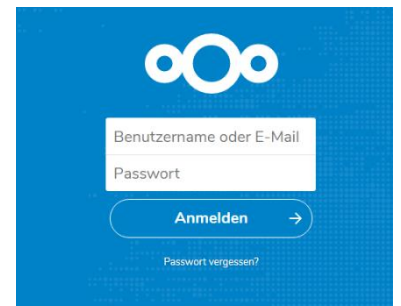 Benutzername oder E-Mail
Passwort
Anmelden →
Passwort vergessen?